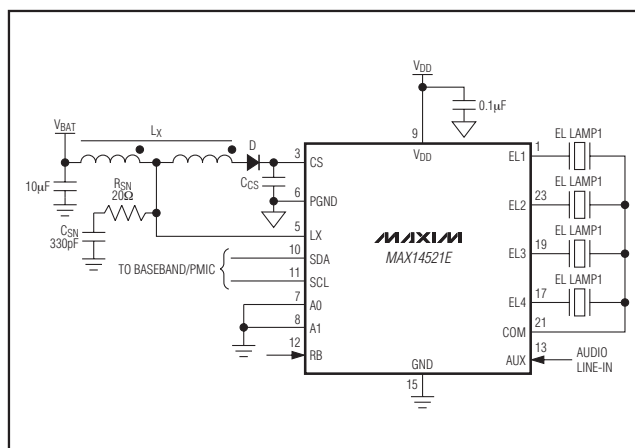 VDD
0.1µF
VBAT
LX
D
9
VDD
EL LAMP1
1
EL1
3
CS
CCS
10µF
RSN
20Ω
6
PGND
EL LAMP1
23
EL2
CSN
330pF
5
LX
MAXIM
MAX14521E
EL LAMP1
19
EL3
10
SDA
TO BASEBAND/PMIC
11
SCL
EL LAMP1
17
EL4
7
A0
21
COM
8
A1
12
RB
13
AUX
AUDIO
LINE-IN
GND
15